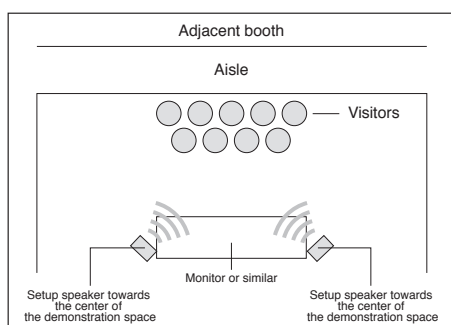 Adjacent booth
Aisle
Visitors
Monitor or similar
Setup speaker towards
the center of
the demonstration space
Setup speaker towards
the center of
the demonstration space